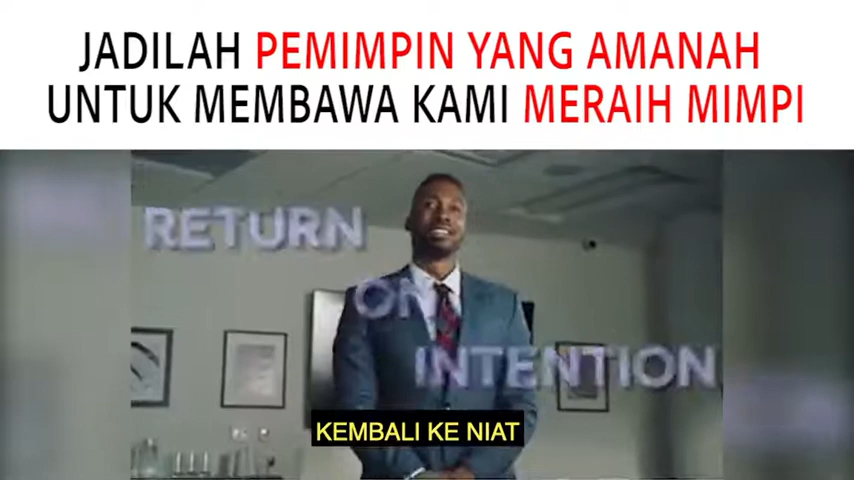 JADILAH PEMIMPIN YANG AMANAH
UNTUK MEMBAWA KAMI MERAIH MIMPI
RETURN
ON
INTENTION
KEMBALI KE NIAT